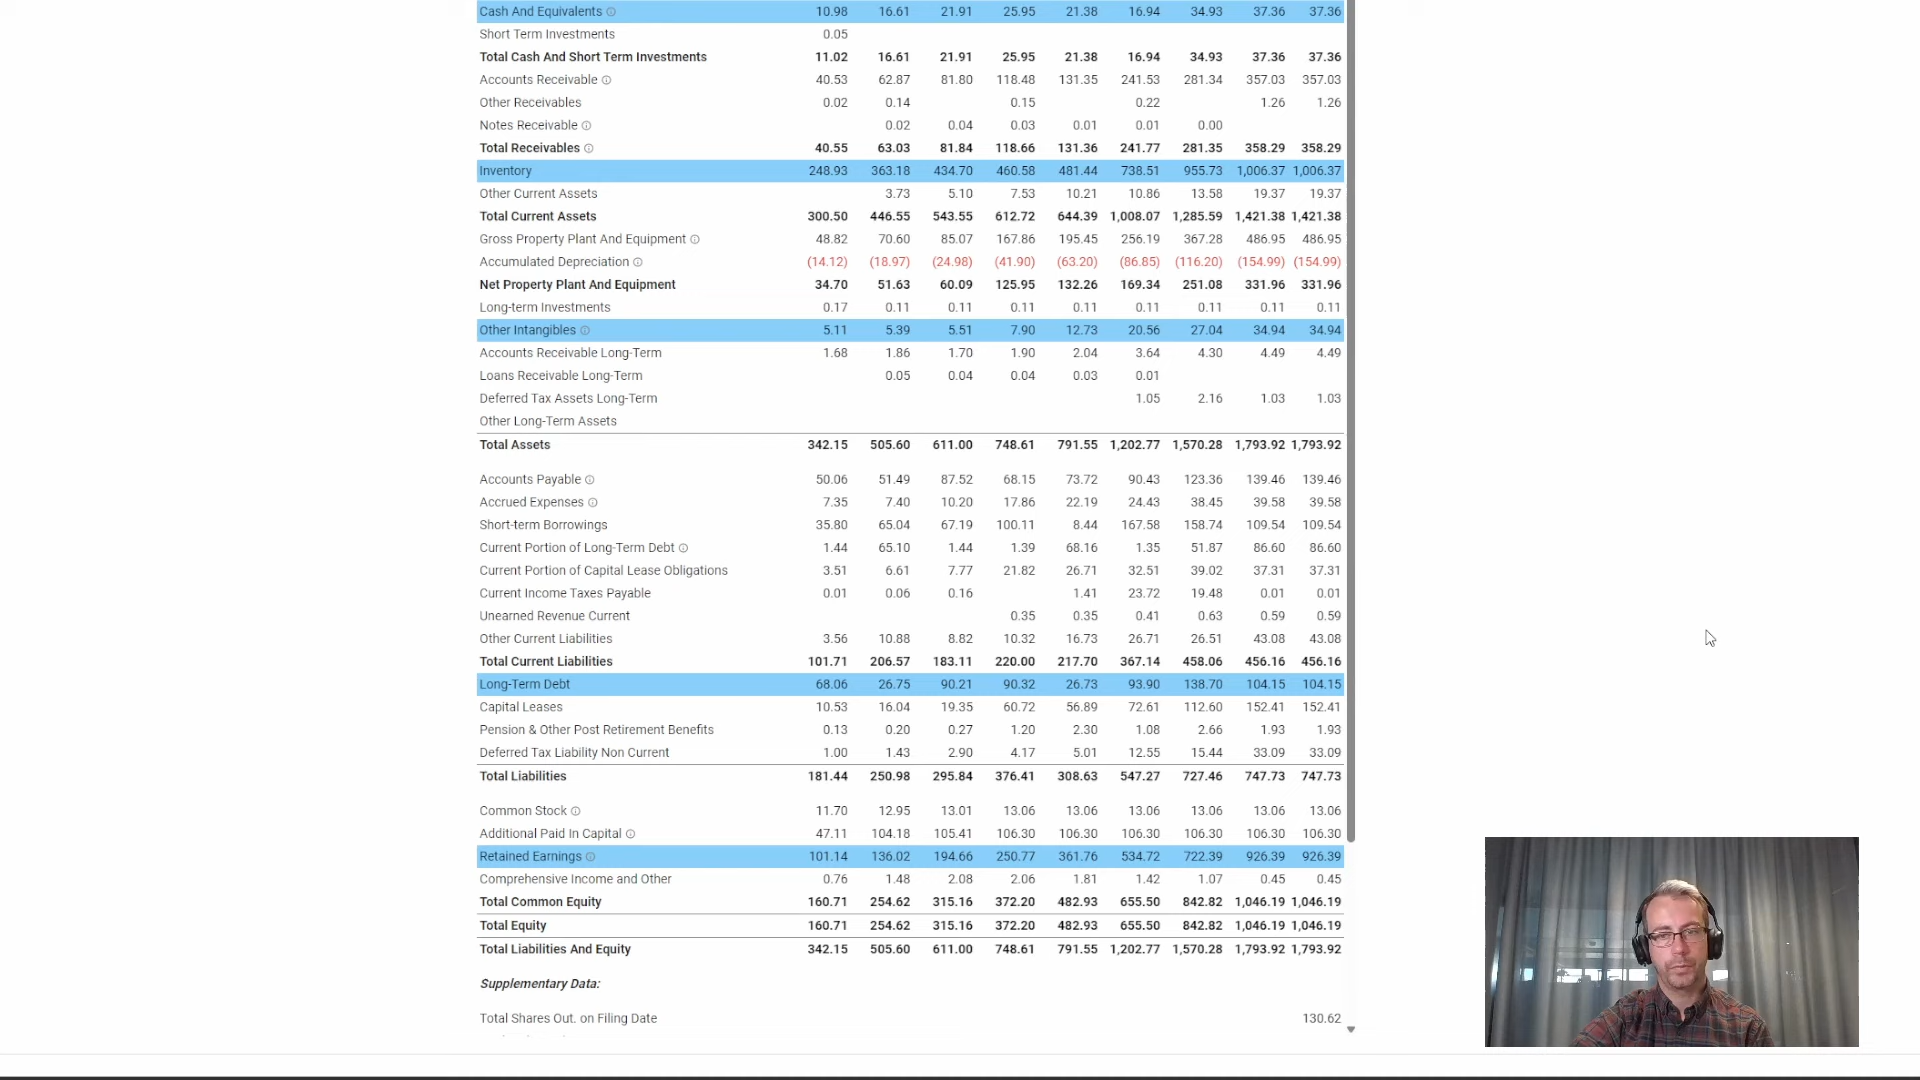 Cash And Equivalents 10.98 16.61 21.91 25.95 21.38 16.94 34.93 37.36 37.36
Short Term Investments 0.05
Total Cash And Short Term Investments 11.02 16.61 21.91 25.95 21.38 16.94 34.93 37.36 37.36
Accounts Receivable 40.53 62.87 81.80 118.48 131.35 241.53 281.34 357.03 357.03
Other Receivables 0.02 0.14 0.15 0.22 1.26 1.26
Notes Receivable 0.02 0.04 0.03 0.01 0.01 0.00
Total Receivables 40.55 63.03 81.84 118.66 131.36 241.77 281.35 358.29 358.29
Inventory 248.93 363.18 434.70 460.58 481.44 738.51 955.73 1,006.37 1,006.37
Other Current Assets 3.73 5.10 7.53 10.21 10.86 13.58 19.37 19.37
Total Current Assets 300.50 446.55 543.55 612.72 644.39 1,008.07 1,285.59 1,421.38 1,421.38
Gross Property Plant And Equipment 48.82 70.60 85.07 167.86 195.45 256.19 367.28 486.95 486.95
Accumulated Depreciation (14.12) (18.97) (24.98) (41.90) (63.20) (86.85) (116.20) (154.99) (154.99)
Net Property Plant And Equipment 34.70 51.63 60.09 125.95 132.26 169.34 251.08 331.96 331.96
Long-term Investments 0.17 0.11 0.11 0.11 0.11 0.11 0.11 0.11 0.11
Other Intangibles 5.11 5.39 5.51 7.90 12.73 20.56 27.04 34.94 34.94
Accounts Receivable Long-Term 1.68 1.86 1.70 1.90 2.04 3.64 4.30 4.49 4.49
Loans Receivable Long-Term 0.05 0.04 0.04 0.03 0.01
Deferred Tax Assets Long-Term 1.05 2.16 1.03 1.03
Other Long-Term Assets
Total Assets 342.15 505.60 611.00 748.61 791.55 1,202.77 1,570.28 1,793.92 1,793.92
Accounts Payable 50.06 51.49 87.52 68.15 73.72 90.43 123.36 139.46 139.46
Accrued Expenses 7.35 7.40 10.20 17.86 22.19 24.43 38.45 39.58 39.58
Short-term Borrowings 35.80 65.04 67.19 100.11 8.44 167.58 158.74 109.54 109.54
Current Portion of Long-Term Debt 1.44 65.10 1.44 1.39 68.16 1.35 51.87 86.60 86.60
Current Portion of Capital Lease Obligations 3.51 6.61 7.77 21.82 26.71 32.51 39.02 37.31 37.31
Current Income Taxes Payable 0.01 0.06 0.16 1.41 23.72 19.48 0.01 0.01
Unearned Revenue Current 0.35 0.35 0.41 0.63 0.59 0.59
Other Current Liabilities 3.56 10.88 8.82 10.32 16.73 26.71 26.51 43.08 43.08
Total Current Liabilities 101.71 206.57 183.11 220.00 217.70 367.14 458.06 456.16 456.16
Long-Term Debt 68.06 26.75 90.21 90.32 26.73 93.90 138.70 104.15 104.15
Capital Leases 10.53 16.04 19.35 60.72 56.89 72.61 112.60 152.41 152.41
Pension & Other Post Retirement Benefits 0.13 0.20 0.27 1.20 2.30 1.08 2.66 1.93 1.93
Deferred Tax Liability Non Current 1.00 1.43 2.90 4.17 5.01 12.55 15.44 33.09 33.09
Total Liabilities 181.44 250.98 295.84 376.41 308.63 547.27 727.46 747.73 747.73
Common Stock 11.70 12.95 13.01 13.06 13.06 13.06 13.06 13.06 13.06
Additional Paid In Capital 47.11 104.18 105.41 106.30 106.30 106.30 106.30 106.30 106.30
Retained Earnings 101.14 136.02 194.66 250.77 361.76 534.72 722.39 926.39 926.39
Comprehensive Income and Other 0.76 1.48 2.08 2.06 1.81 1.42 1.07 0.45 0.45
Total Common Equity 160.71 254.62 315.16 372.20 482.93 655.50 842.82 1,046.19 1,046.19
Total Equity 160.71 254.62 315.16 372.20 482.93 655.50 842.82 1,046.19 1,046.19
Total Liabilities And Equity 342.15 505.60 611.00 748.61 791.55 1,202.77 1,570.28 1,793.92 1,793.92
Supplementary Data:
Total Shares Out. on Filing Date 130.62